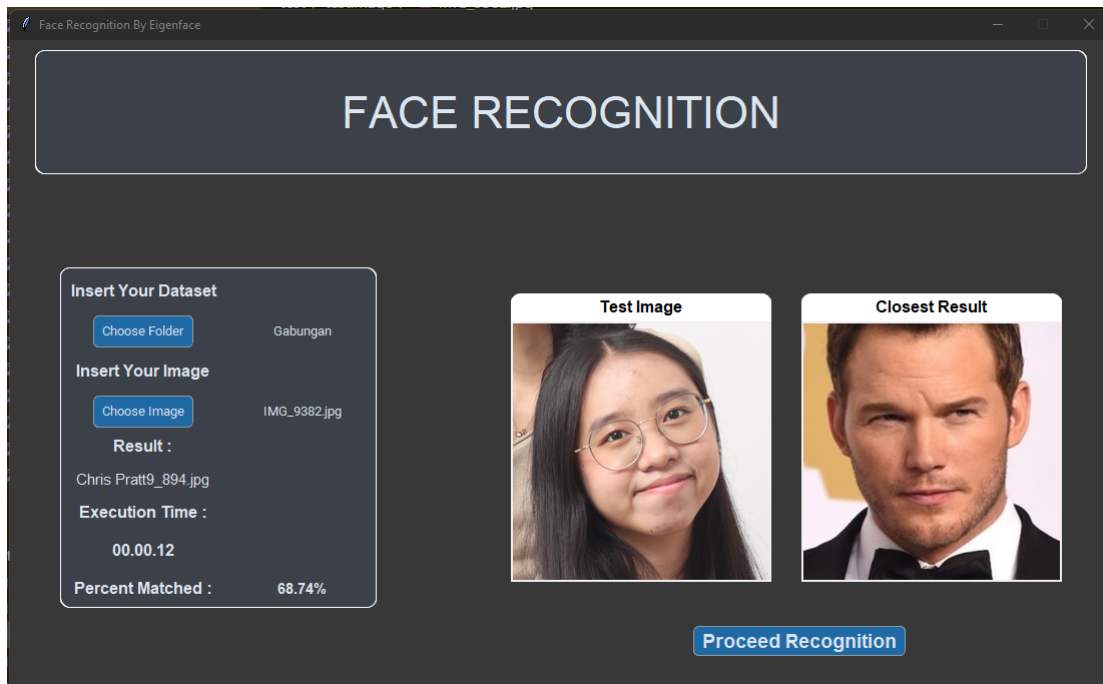 Face Recognition By Eigenface
FACE RECOGNITION
Insert Your Dataset
Choose Folder
Gabungan
Insert Your Image
Choose Image
IMG_9382.jpg
Result :
Chris Pratt9_894.jpg
Execution Time :
00.00.12
Percent Matched :
68.74%
Test Image
Closest Result
Proceed Recognition